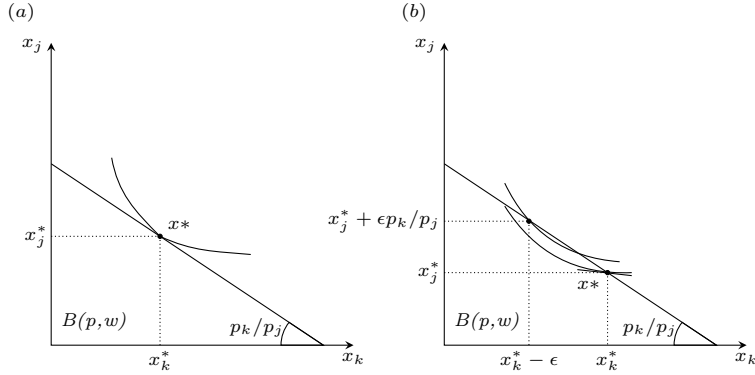 (a)
x_j
x*
x_j^*
B(p,w)
p_k/p_j
x_k^*
x_k
(b)
x_j
x_j^* + ϵp_k/p_j
x_j^*
x*
B(p,w)
p_k/p_j
x_k^* − ϵ
x_k^*
x_k